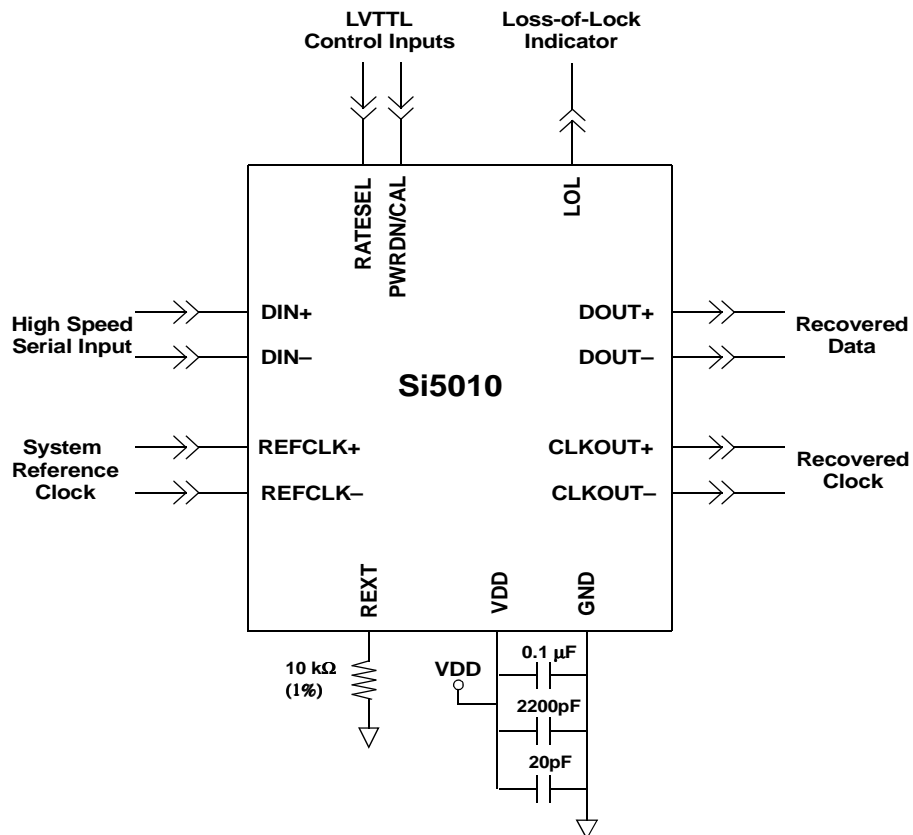 LVTTL
Control Inputs
Loss-of-Lock
Indicator
RATESEL
PWRDN/CAL
LOL
High Speed
Serial Input
DIN+
DIN–
DOUT+
DOUT–
Recovered
Data
Si5010
System
Reference
Clock
REFCLK+
REFCLK–
CLKOUT+
CLKOUT–
Recovered
Clock
REXT
VDD
GND
10 kΩ
(1%)
VDD
0.1 μF
2200pF
20pF